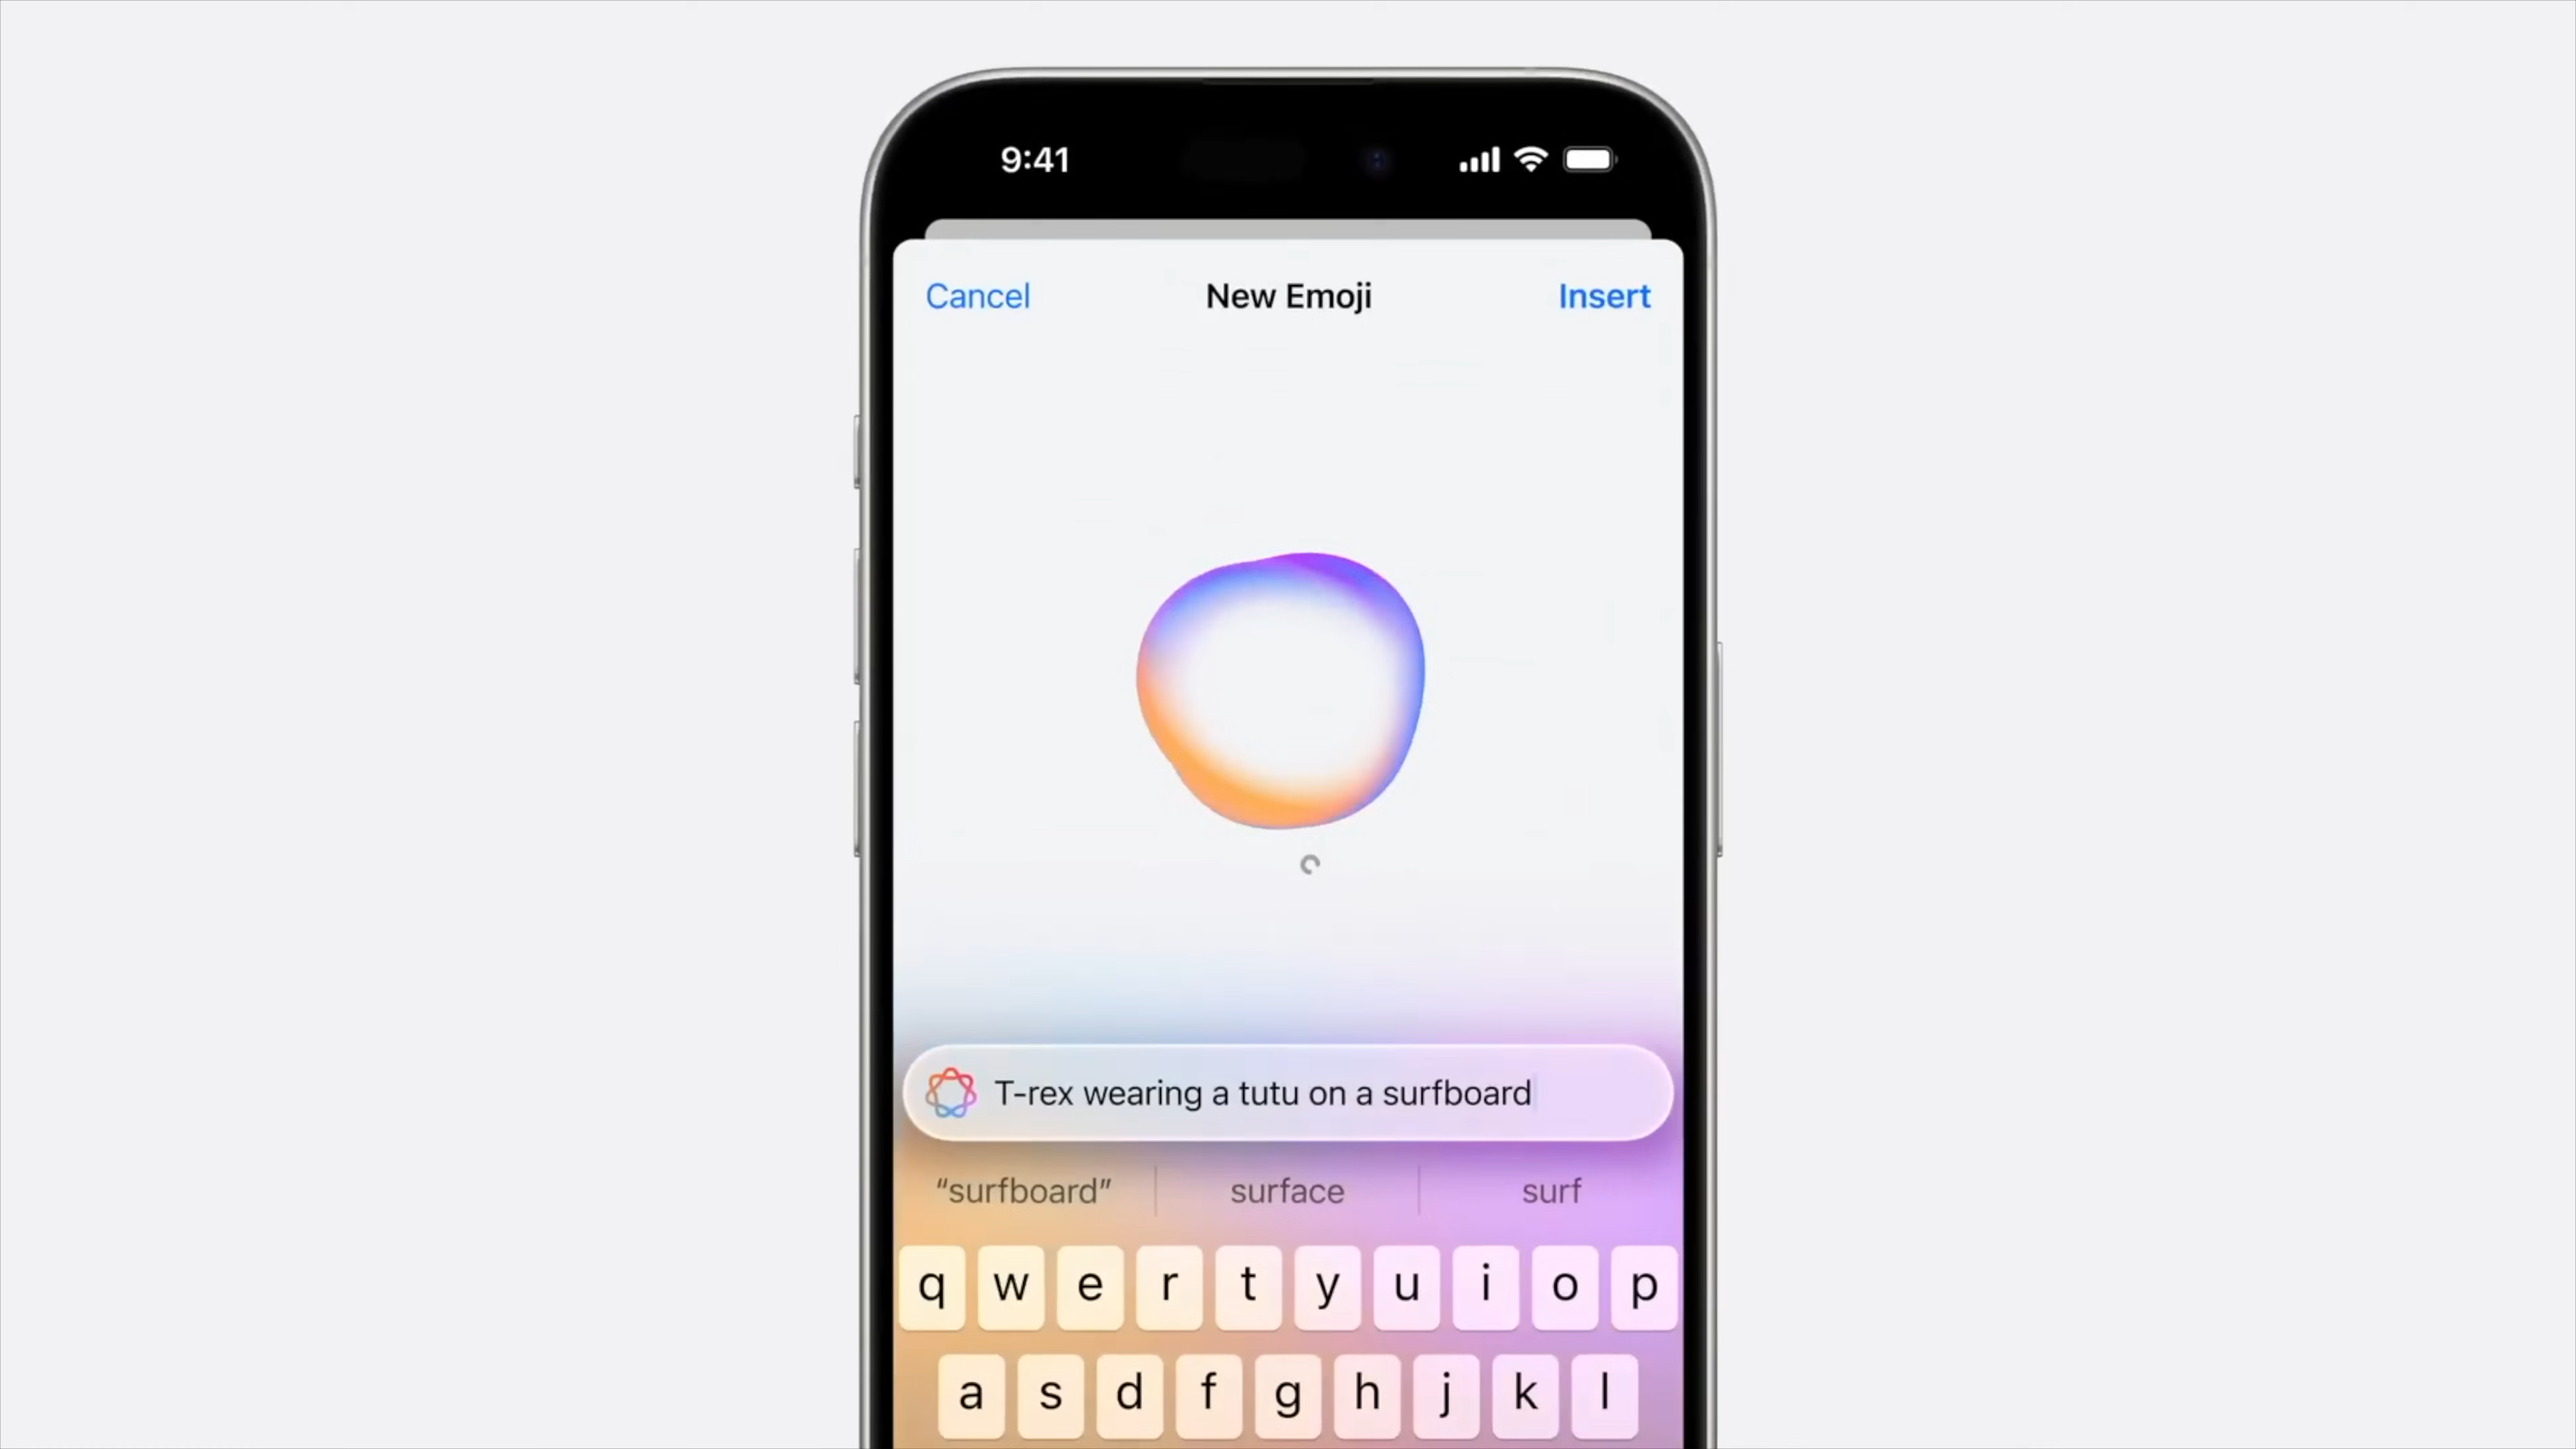 9:41
Cancel New Emoji Insert
T-rex wearing a tutu on a surfboard
“surfboard” surface surf
q w e r t y u i o p
a s d f g h j k l